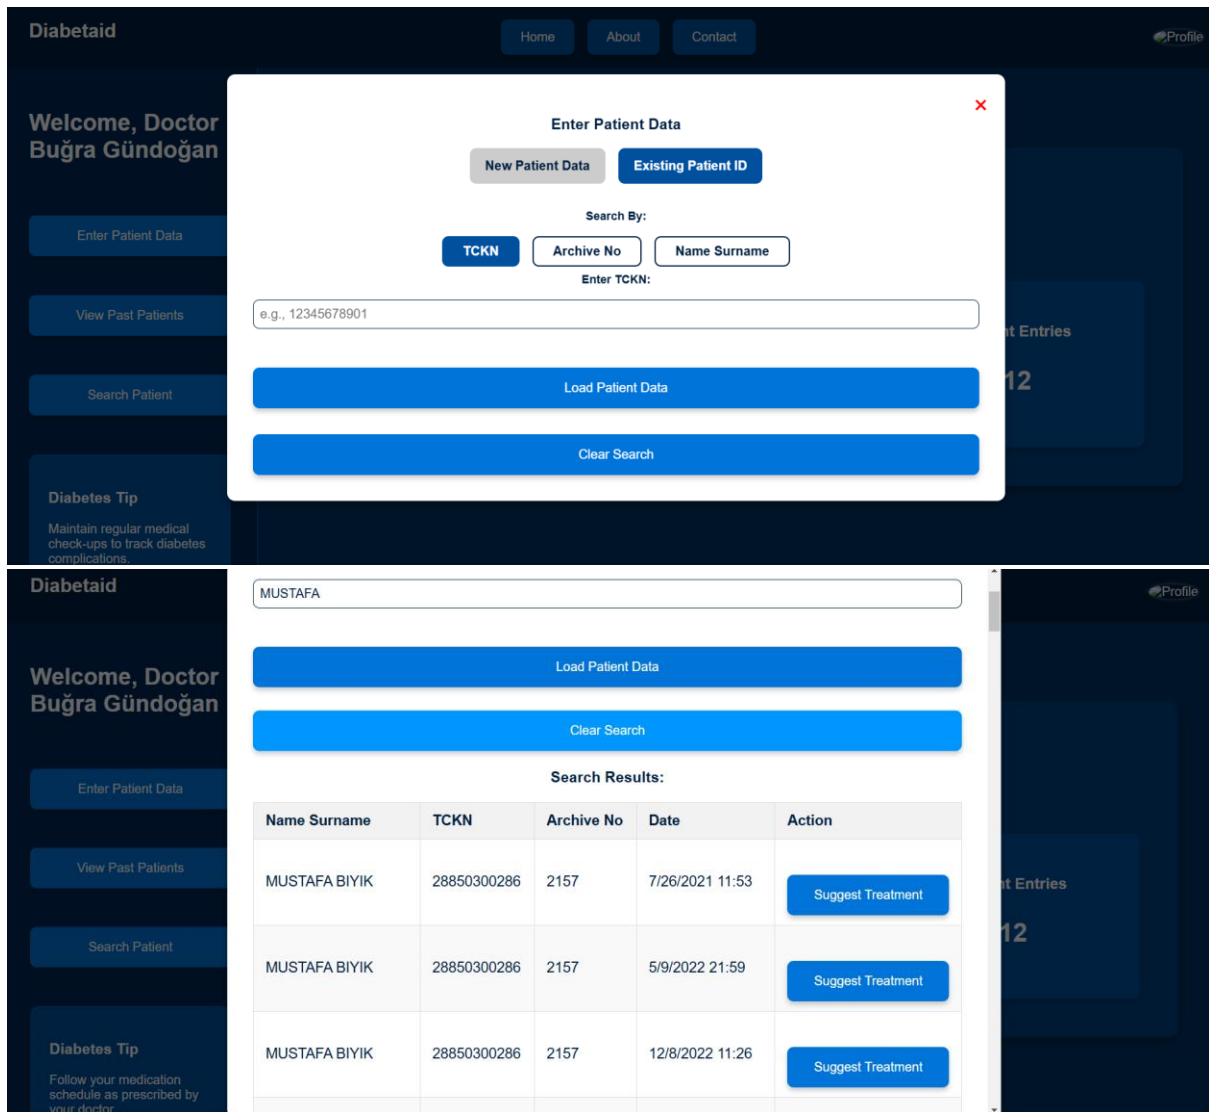 Diabetaid
Home
About
Contact
Profile
Welcome, Doctor
Buğra Gündoğan
Enter Patient Data
View Past Patients
Search Patient
Diabetes Tip
Maintain regular medical
check-ups to track diabetes
complications.
Enter Patient Data
New Patient Data
Existing Patient ID
Search By:
TCKN
Archive No
Name Surname
Enter TCKN:
e.g., 12345678901
Load Patient Data
Clear Search
Entries
12
Diabetaid
Profile
Welcome, Doctor
Buğra Gündoğan
Enter Patient Data
View Past Patients
Search Patient
Diabetes Tip
Follow your medication
schedule as prescribed by
your doctor
MUSTAFA
Load Patient Data
Clear Search
Search Results:
Name Surname TCKN Archive No Date Action
MUSTAFA BIYIK 28850300286 2157 7/26/2021 11:53 Suggest Treatment
MUSTAFA BIYIK 28850300286 2157 5/9/2022 21:59 Suggest Treatment
MUSTAFA BIYIK 28850300286 2157 12/8/2022 11:26 Suggest Treatment
Entries
12